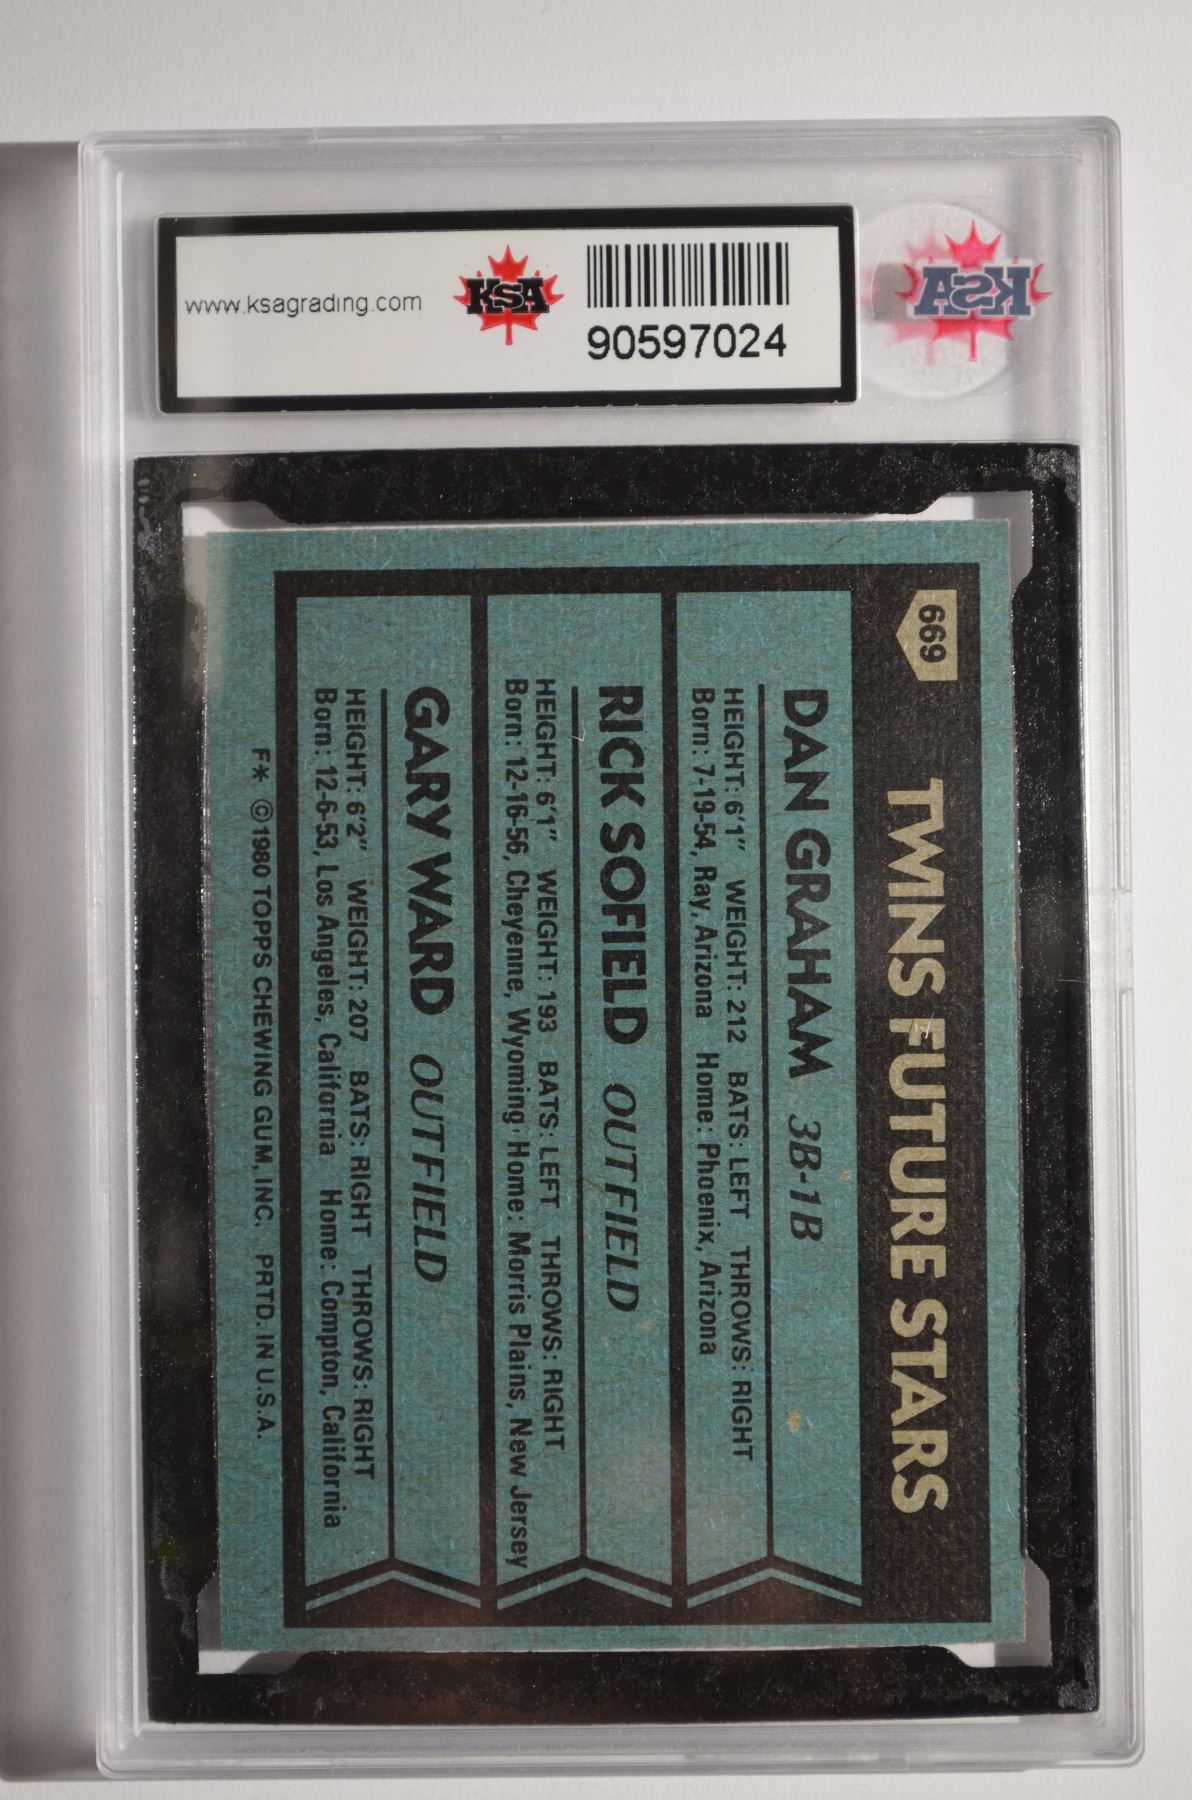 www.ksagrading.com
KSA
90597024
KSA
669
TWINS FUTURE STARS
DAN GRAHAM 3B-1B
HEIGHT: 6'1" WEIGHT: 212 BATS: LEFT THROWS: RIGHT
Born: 7-19-54, Ray, Arizona Home: Phoenix, Arizona
RICK SOFIELD OUTFIELD
HEIGHT: 6'1" WEIGHT: 193 BATS: LEFT THROWS: RIGHT
Born: 12-16-56, Cheyenne, Wyoming Home: Morris Plains, New Jersey
GARY WARD OUTFIELD
HEIGHT: 6'2" WEIGHT: 207 BATS: RIGHT THROWS: RIGHT
Born: 12-6-53, Los Angeles, California Home: Compton, California
F* © 1980 TOPPS CHEWING GUM, INC. PRTD. IN U.S.A.